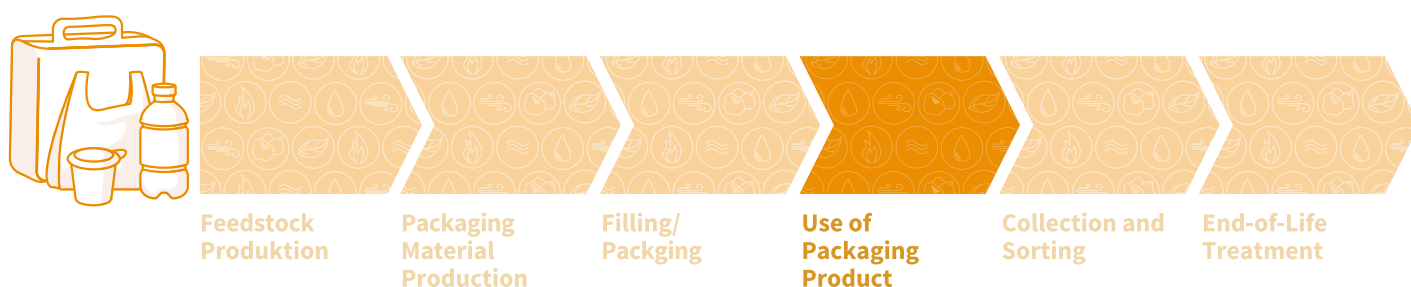 Feedstock
Produktion
Packaging
Material
Production
Filling/
Packging
Use of
Packaging
Product
Collection and
Sorting
End-of-Life
Treatment